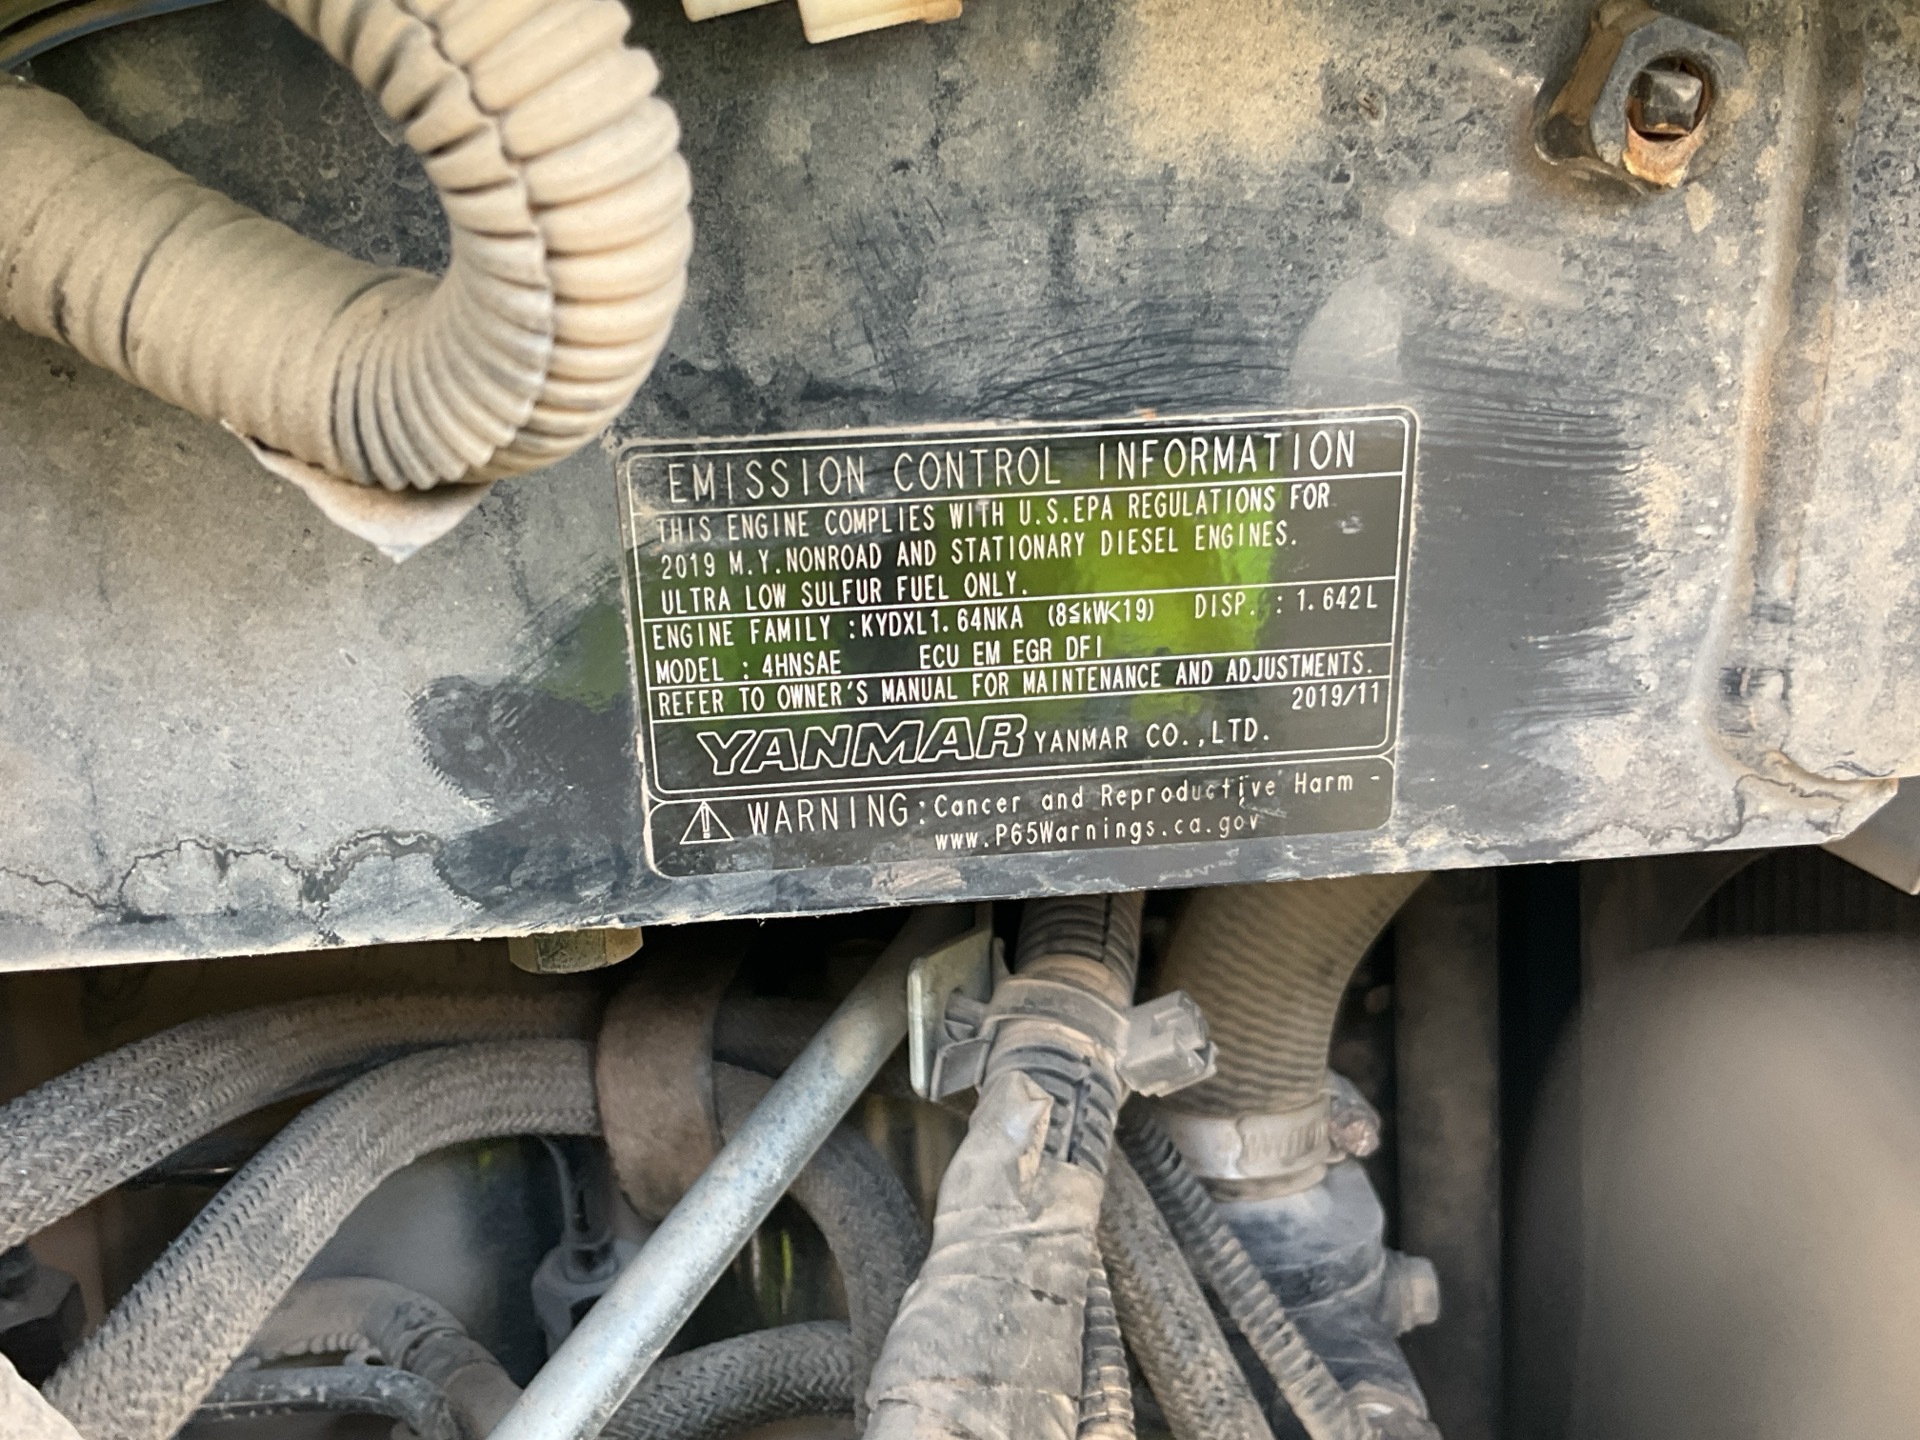 EMISSION CONTROL INFORMATION
THIS ENGINE COMPLIES WITH U.S.EPA REGULATIONS FOR
2019 M.Y.NONROAD AND STATIONARY DIESEL ENGINES.
ULTRA LOW SULFUR FUEL ONLY.
ENGINE FAMILY :KYDXL1.64NKA (8≦kW<19) DISP. : 1.642L
MODEL : 4HNSAE ECU EM EGR DFI
REFER TO OWNER'S MANUAL FOR MAINTENANCE AND ADJUSTMENTS.
2019/11
YANMAR YANMAR CO.,LTD.
WARNING:Cancer and Reproductive Harm -
www.P65Warnings.ca.gov